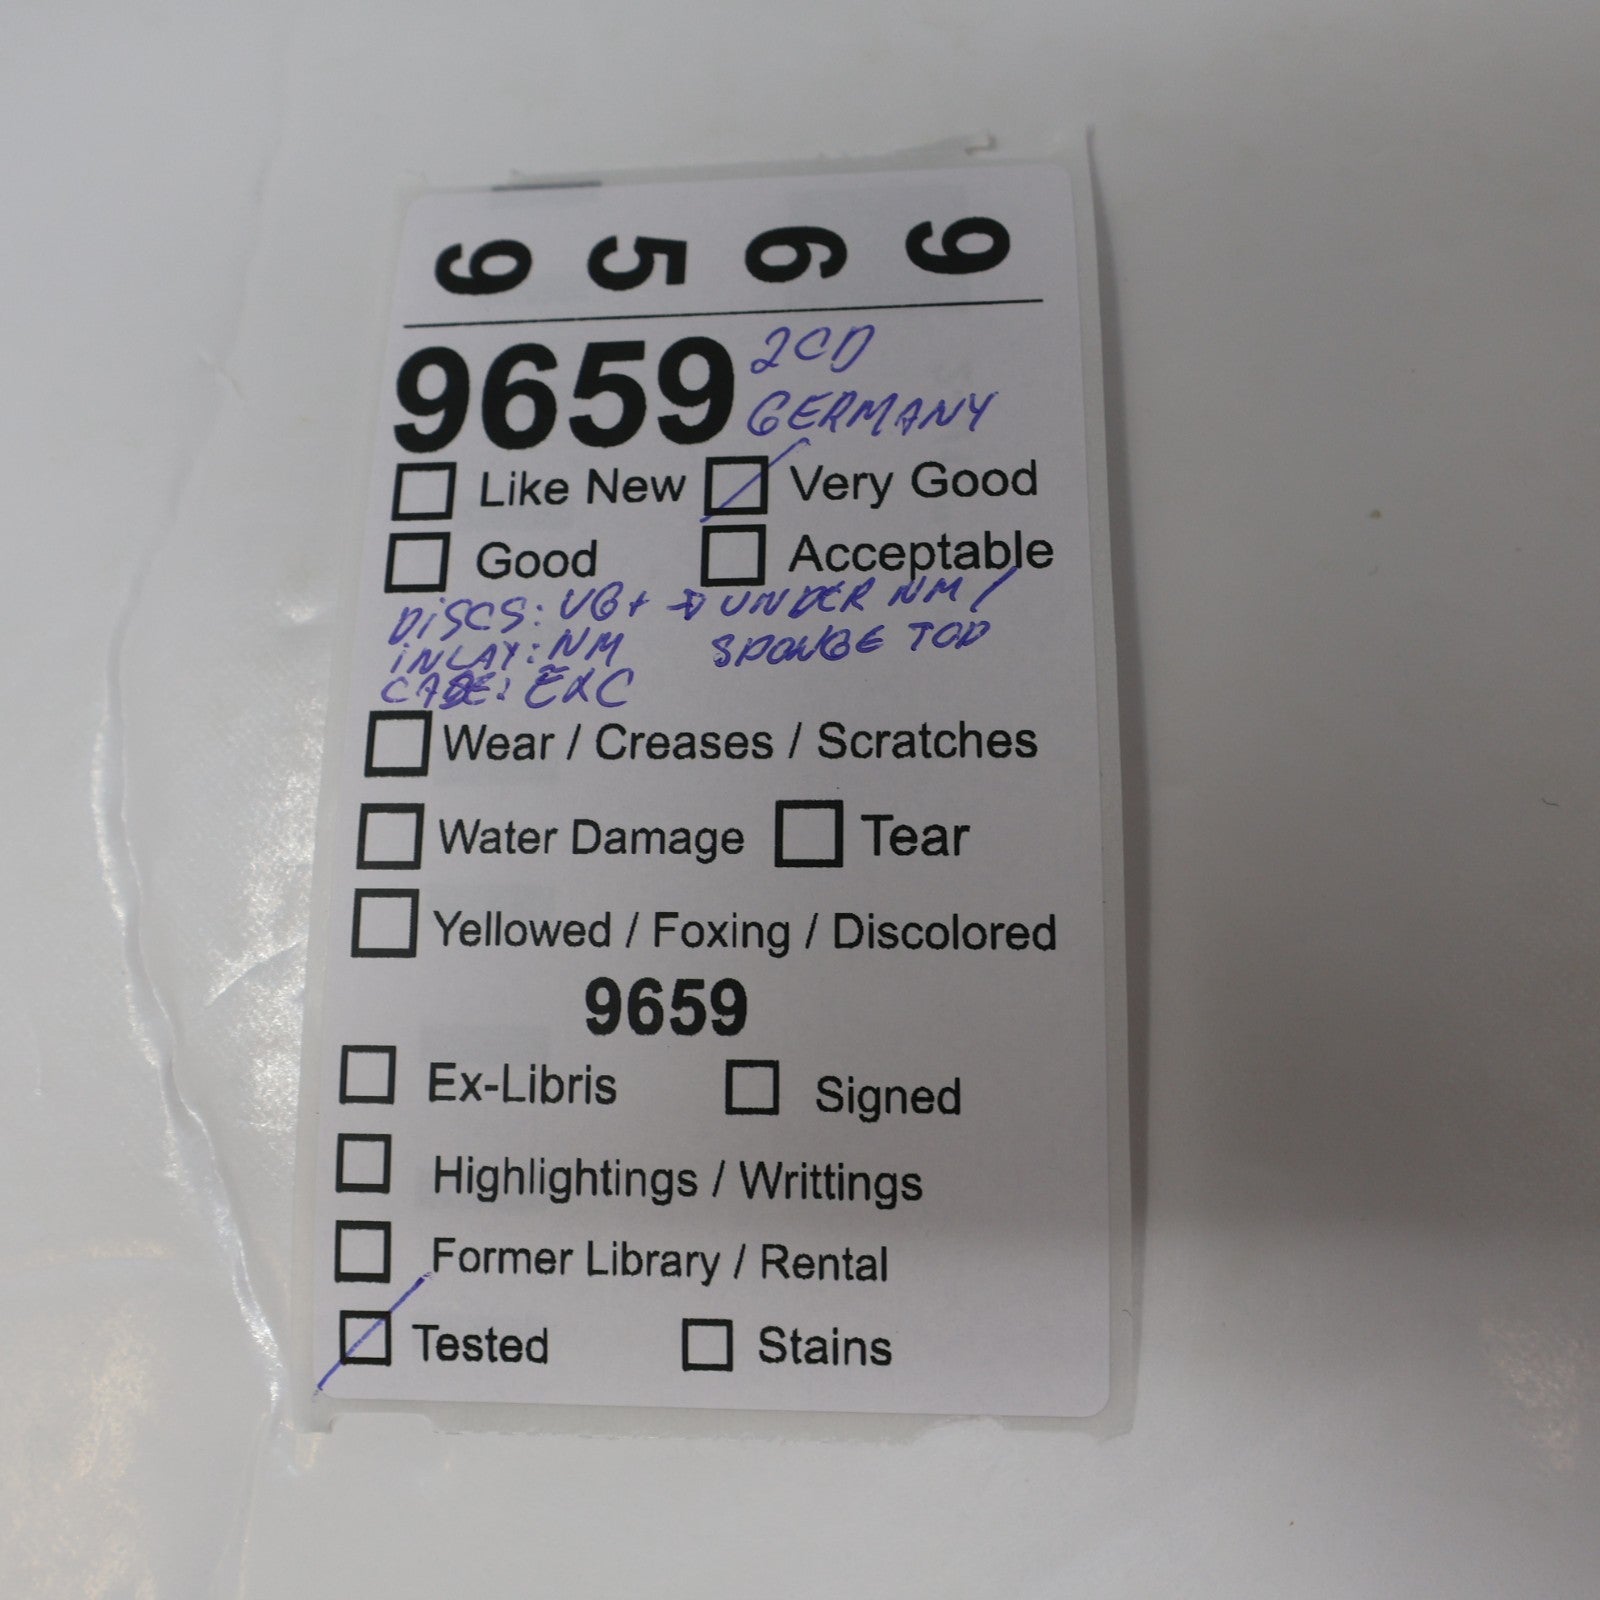 9 6 5 9
9659 2CD
GERMANY
Like New Very Good
Good Acceptable
DISCS: VG+ → UNDER NM /
INLAY: NM SPONGE TOP
CASE: EXC
Wear / Creases / Scratches
Water Damage Tear
Yellowed / Foxing / Discolored
9659
Ex-Libris Signed
Highlightings / Writtings
Former Library / Rental
Tested Stains